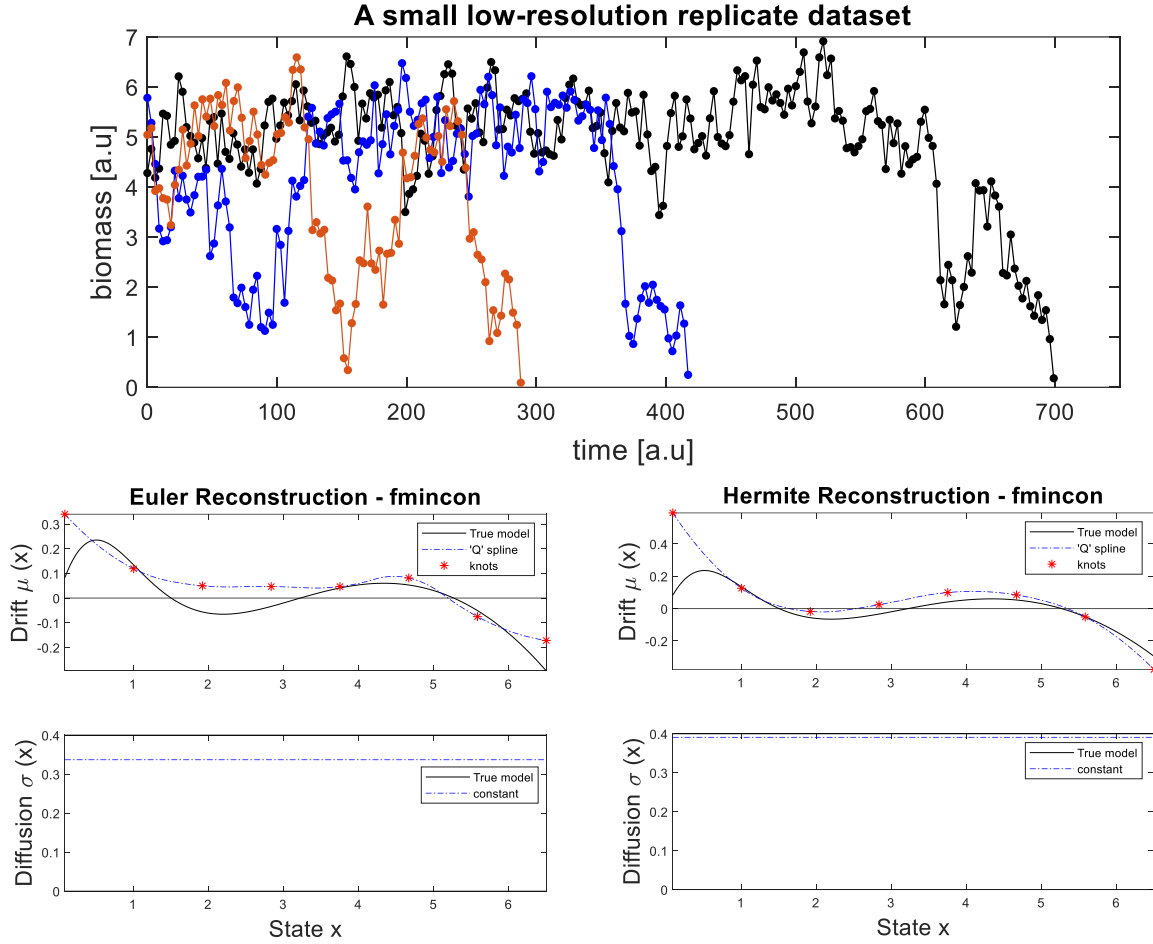 A small low-resolution replicate dataset
7
6
5
4
3
2
1
0
biomass [a.u]
0 100 200 300 400 500 600 700
time [a.u]
Euler Reconstruction - fmincon
0.3
0.2
0.1
0
-0.1
-0.2
Drift μ (x)
True model
'Q' spline
knots
1 2 3 4 5 6
Hermite Reconstruction - fmincon
0.4
0.2
0
-0.2
Drift μ (x)
True model
'Q' spline
knots
1 2 3 4 5 6
0.4
0.3
0.2
0.1
0
Diffusion σ (x)
True model
constant
1 2 3 4 5 6
State x
0.4
0.3
0.2
0.1
0
Diffusion σ (x)
True model
constant
1 2 3 4 5 6
State x